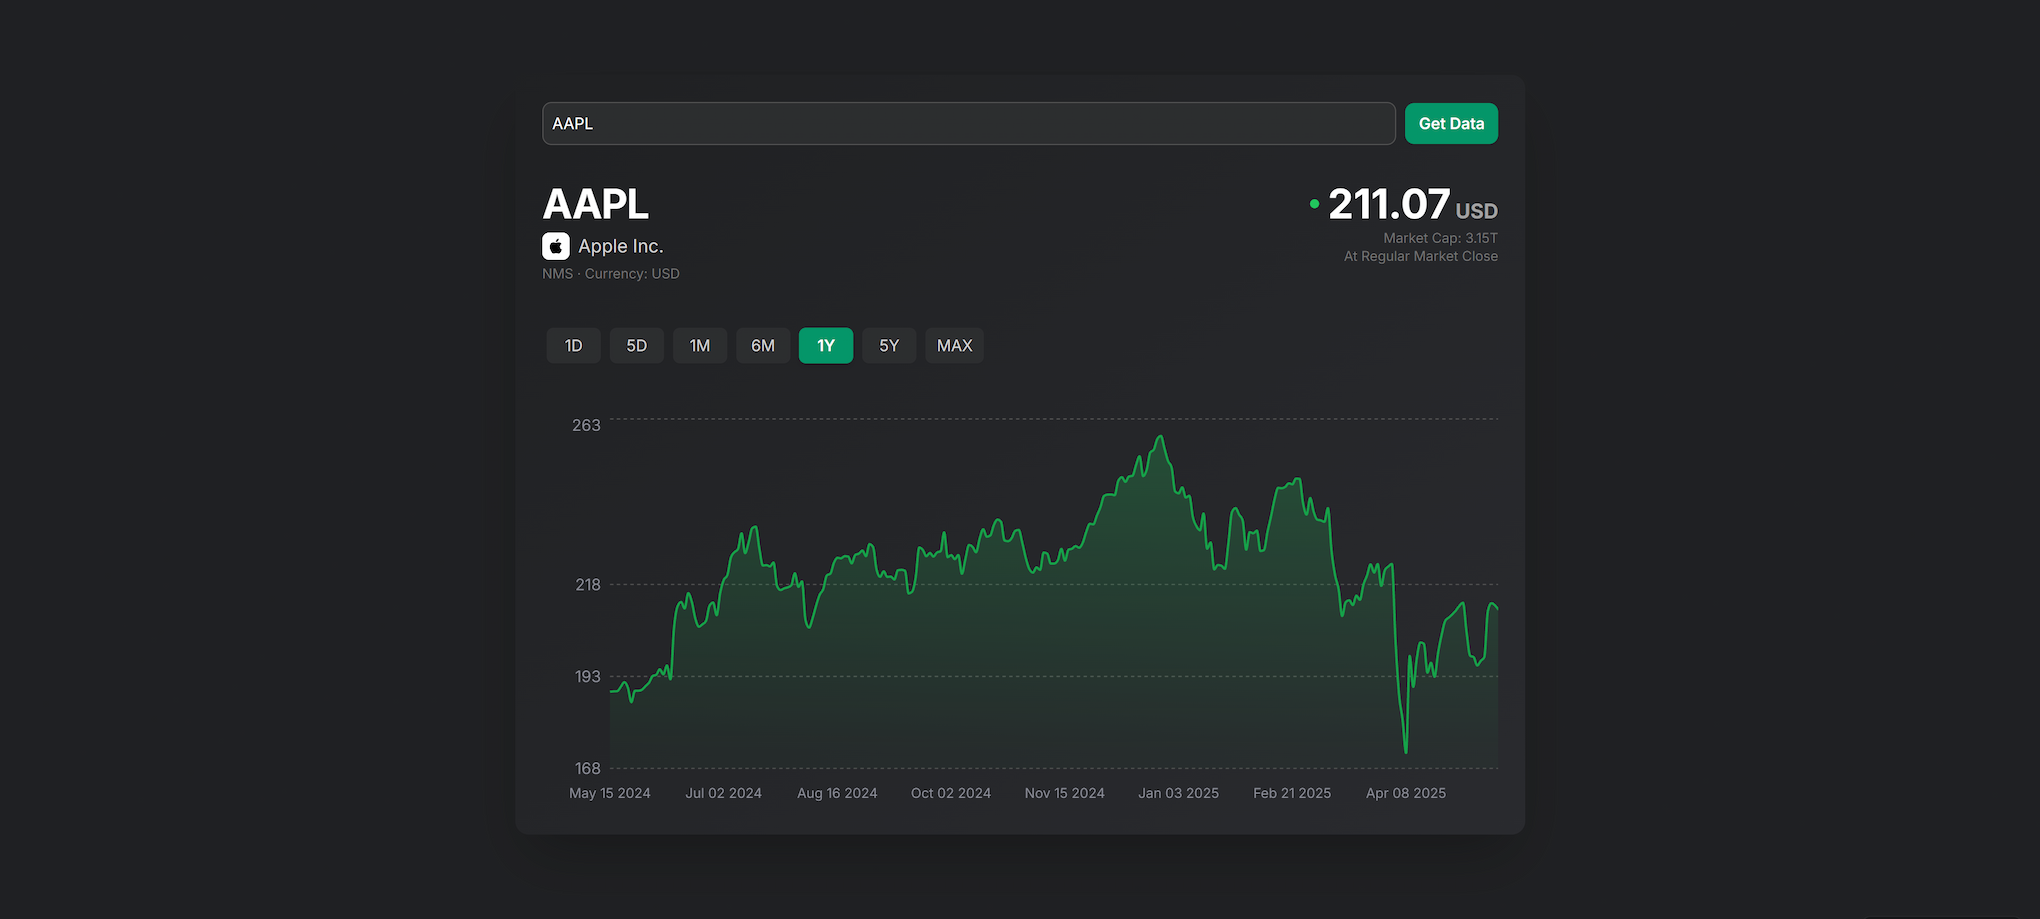 AAPL
Get Data
AAPL
211.07 USD
Apple Inc.
Market Cap: 3.15T
At Regular Market Close
NMS · Currency: USD
1D 5D 1M 6M 1Y 5Y MAX
263
218
193
168
May 15 2024 Jul 02 2024 Aug 16 2024 Oct 02 2024 Nov 15 2024 Jan 03 2025 Feb 21 2025 Apr 08 2025